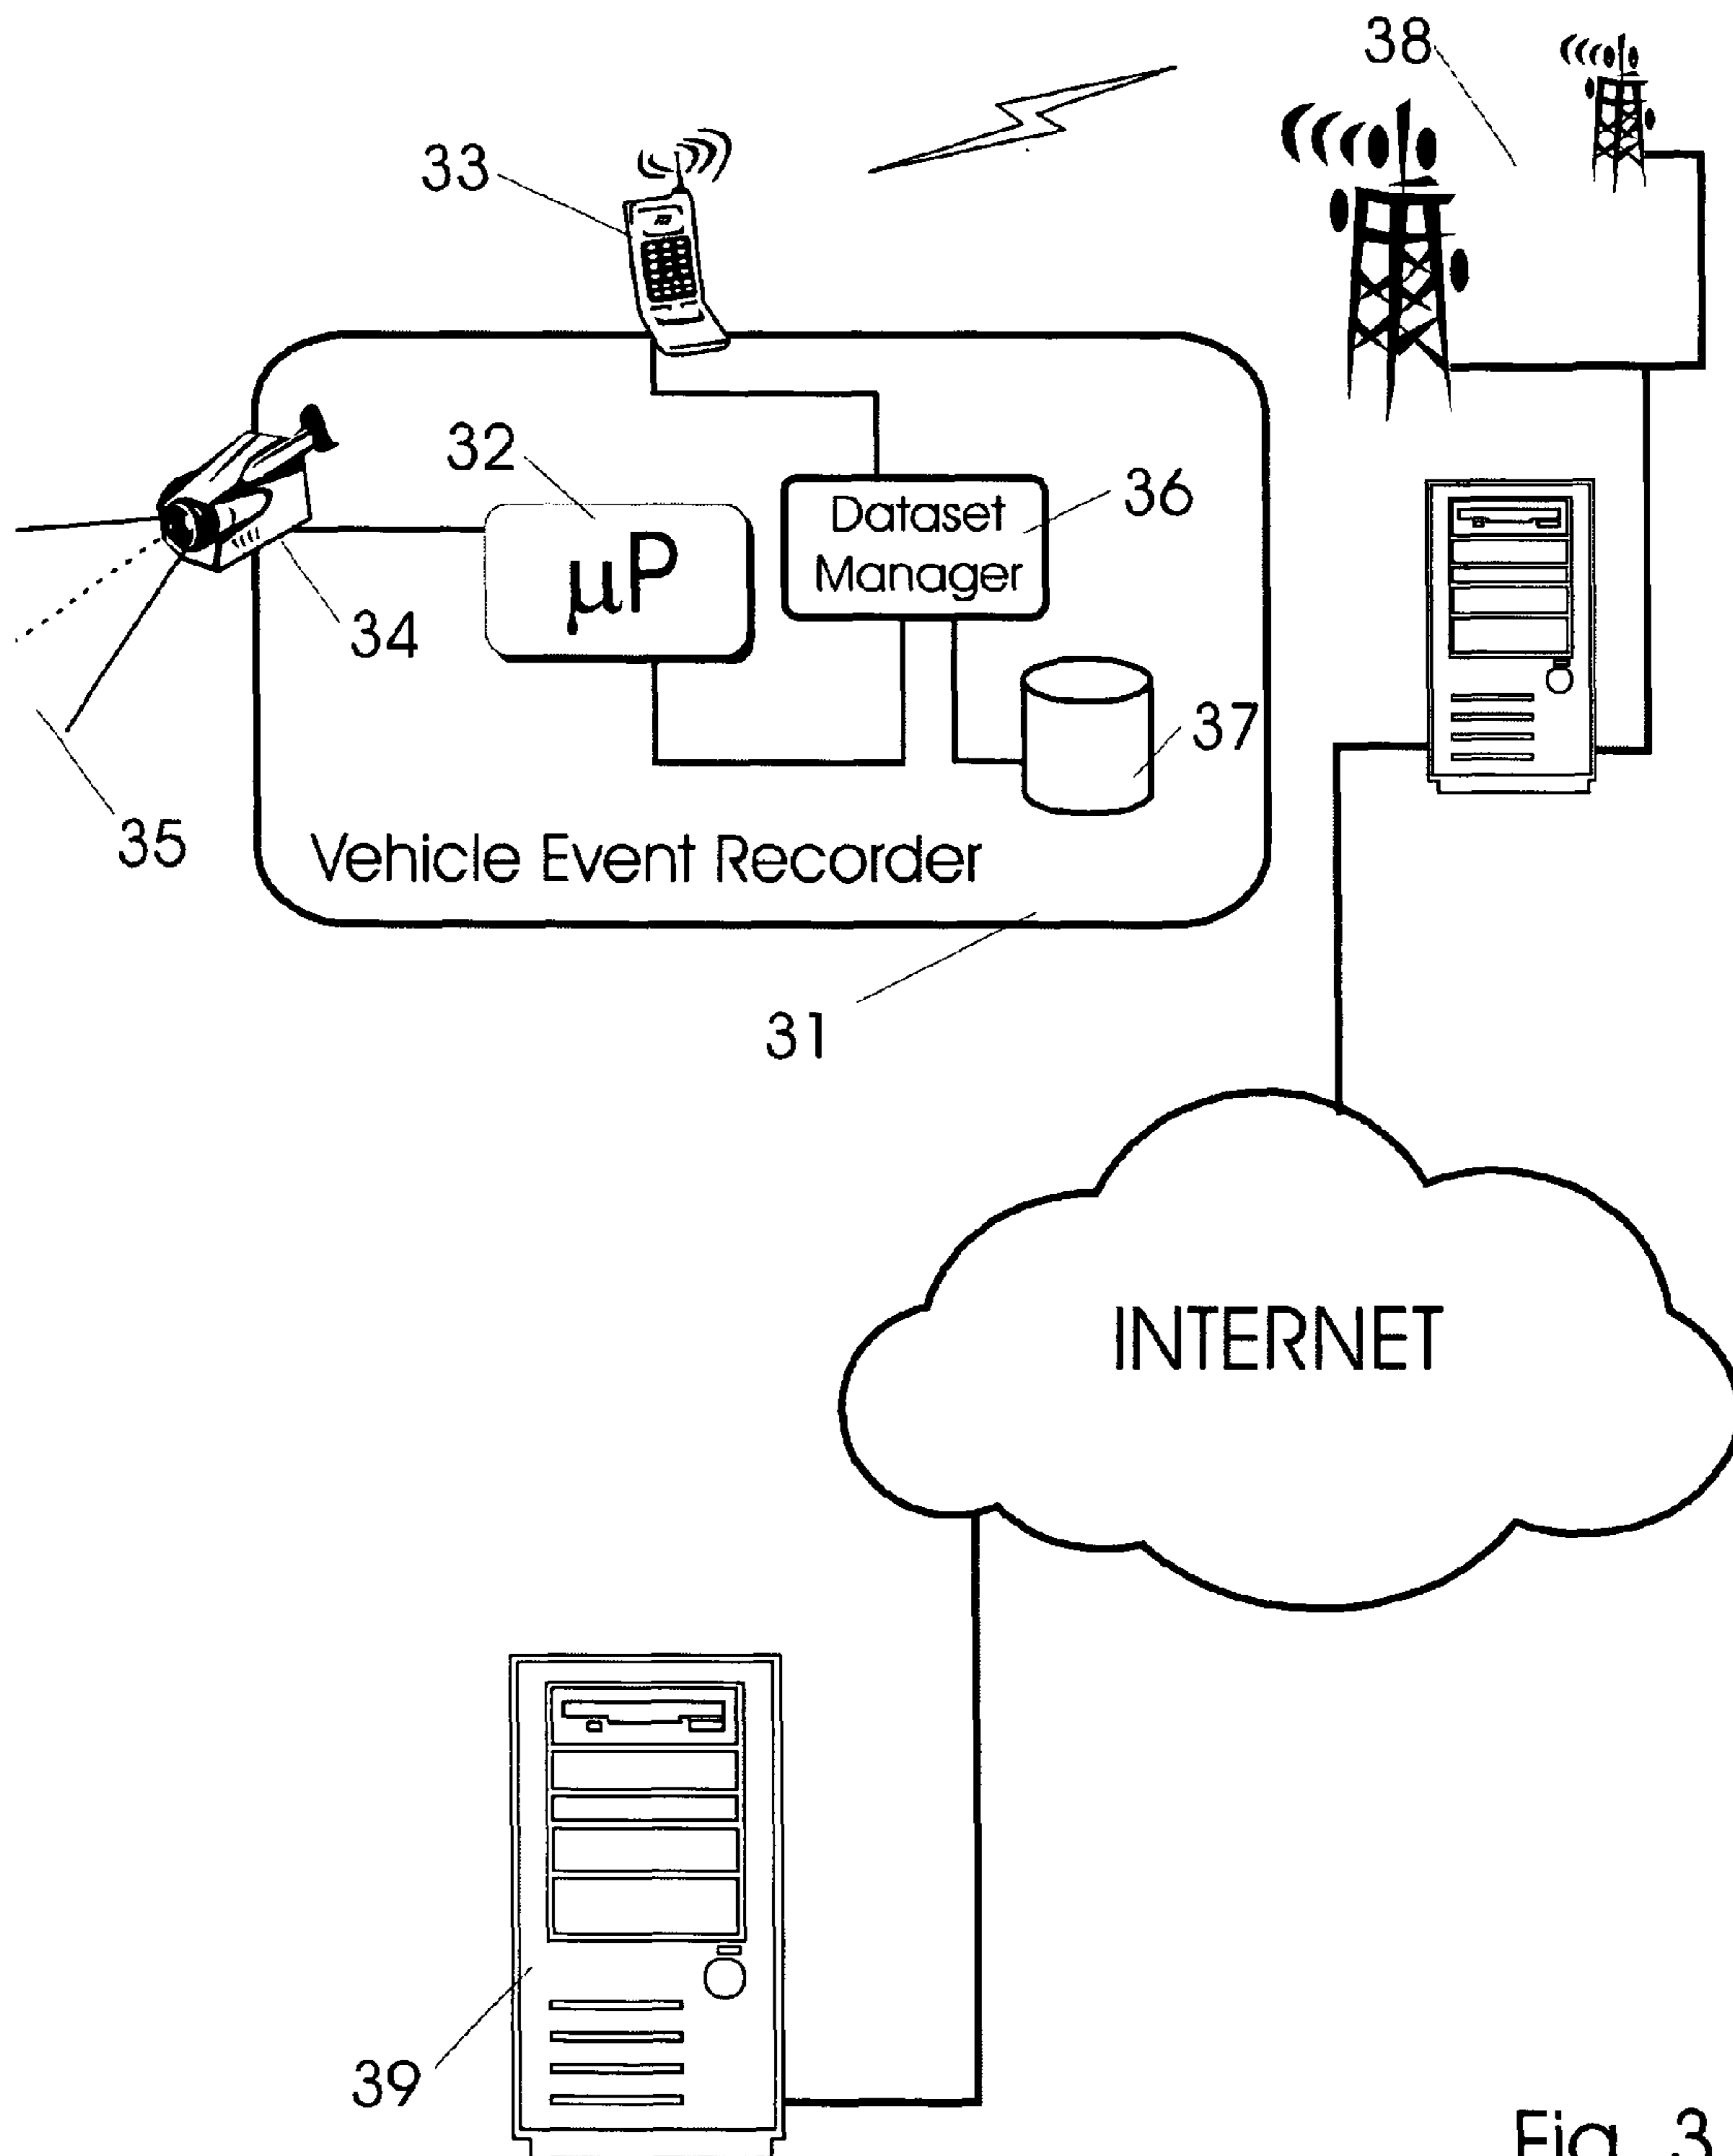 38
33
32
36
Dataset
Manager
µP
34
37
35
Vehicle Event Recorder
31
INTERNET
39
Fig. 3